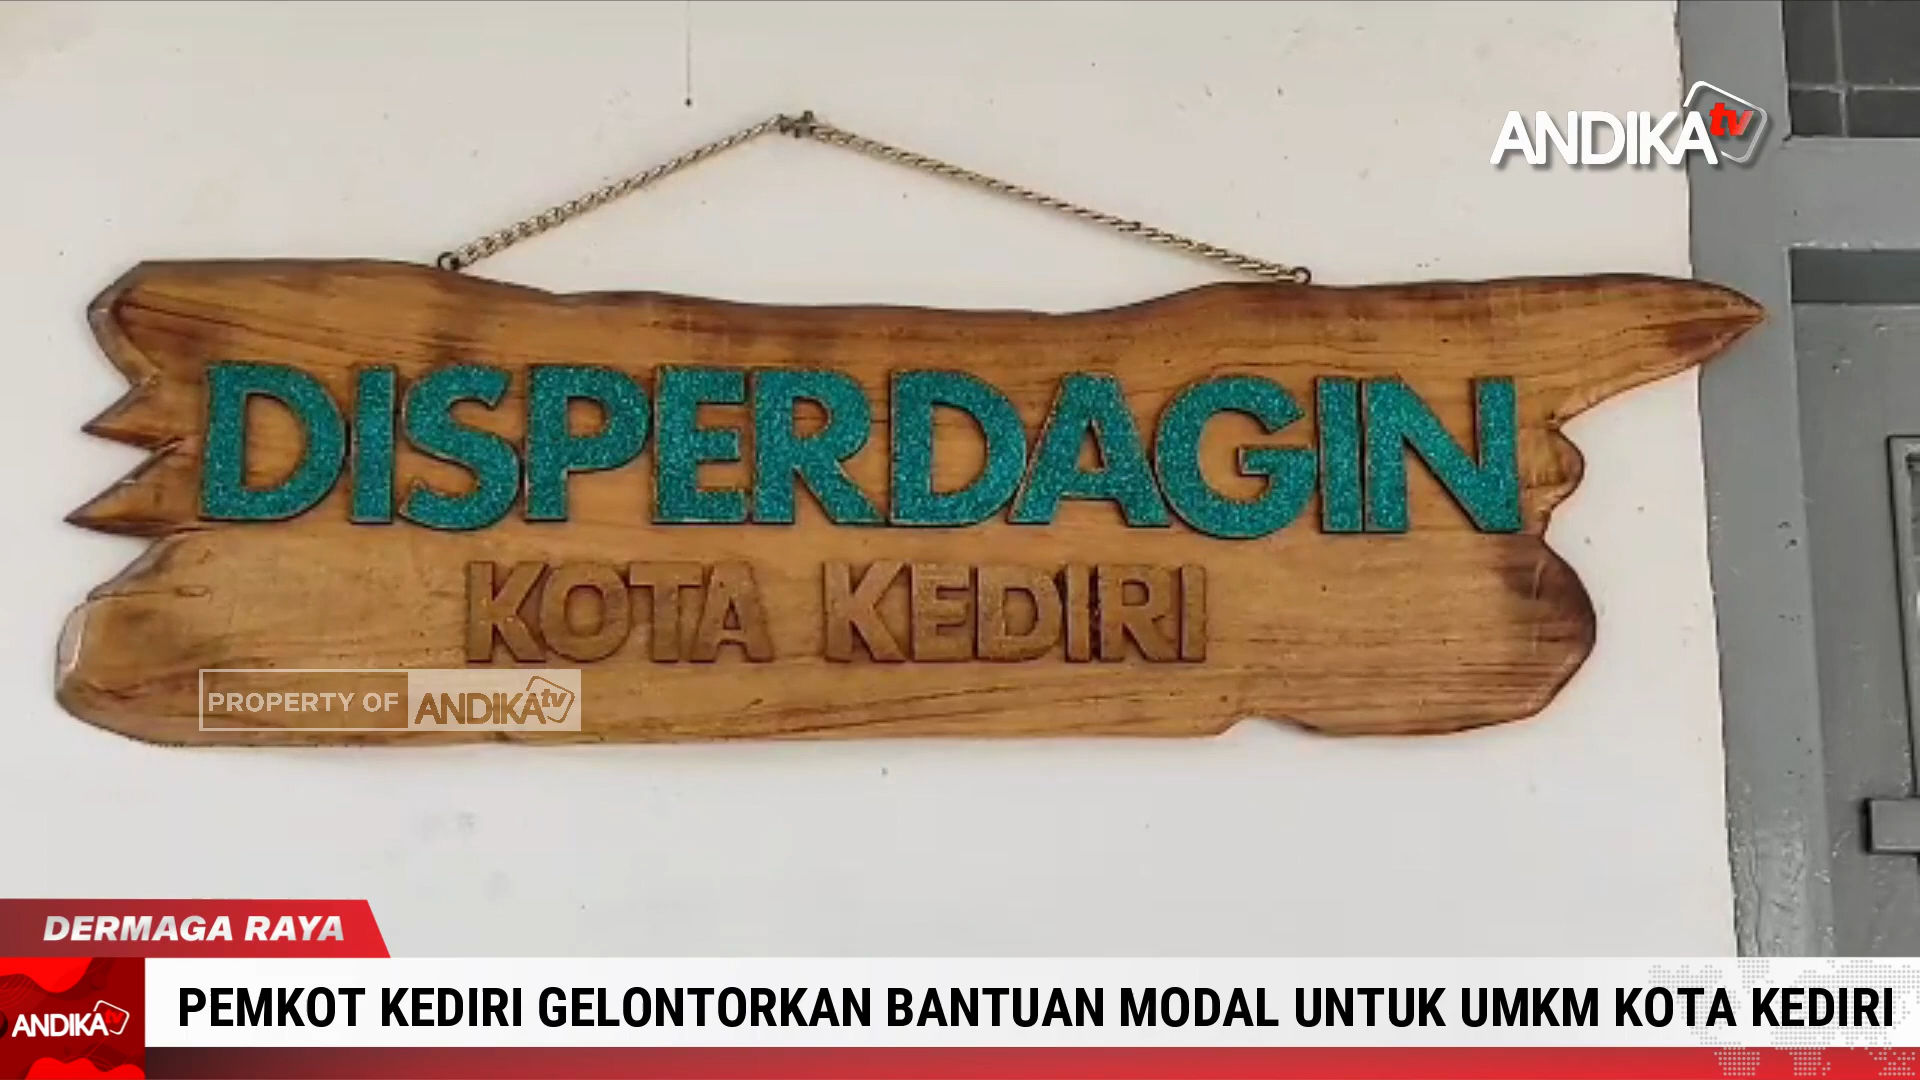 ANDIKA tv
DISPERDAGIN
KOTA KEDIRI
PROPERTY OF ANDIKA tv
DERMAGA RAYA
ANDIKA tv
PEMKOT KEDIRI GELONTORKAN BANTUAN MODAL UNTUK UMKM KOTA KEDIRI